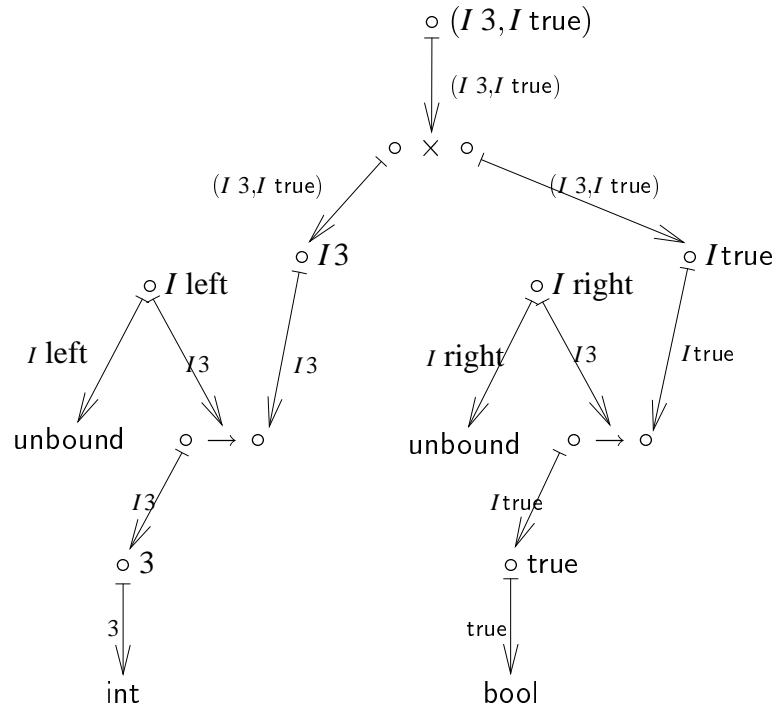 (I 3,I true)
(I 3,I true)
×
(I 3,I true)
(I 3,I true)
I 3
I true
I left
I right
I left
I 3
I 3
I right
I 3
I true
unbound
→
unbound
→
I 3
I true
3
true
3
true
int
bool